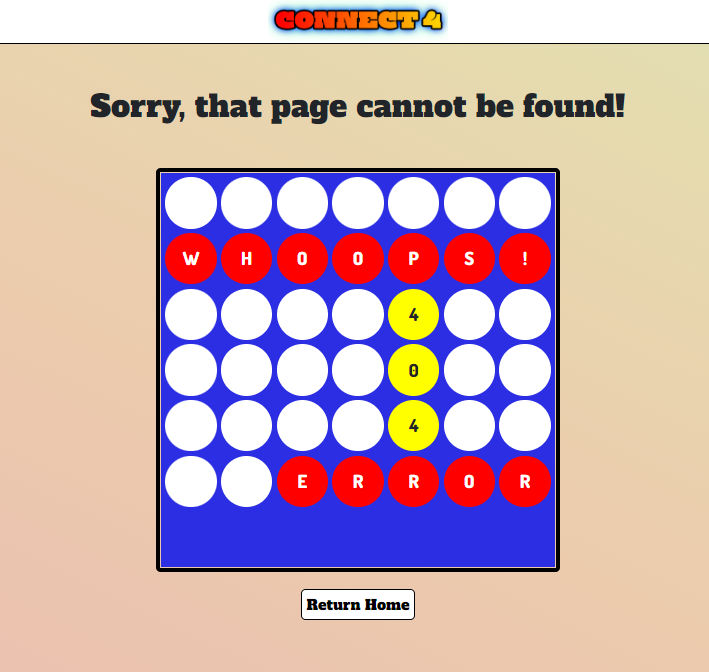 CONNECT 4
Sorry, that page cannot be found!
W H O O P S !
4
0
4
E R R O R
Return Home